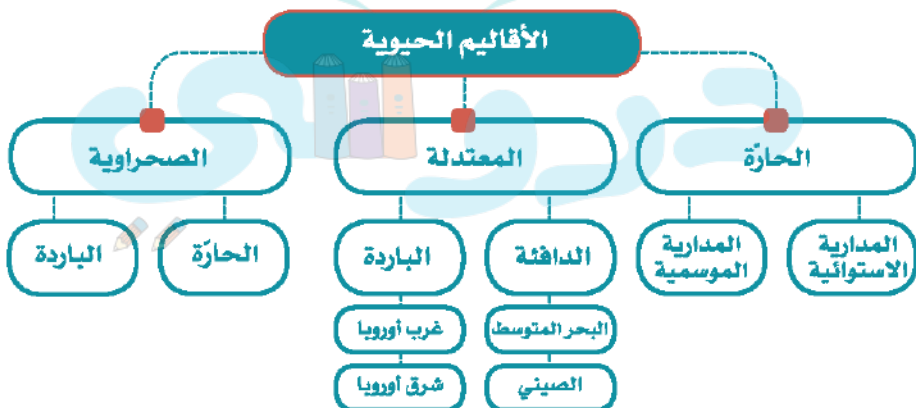 الأقاليم الحيوية
الحارّة
المعتدلة
الصحراوية
المدارية
الاستوائية
المدارية
الموسمية
الدافئة
الباردة
الحارّة
الباردة
البحر المتوسط
غرب أوروبا
الصيني
شرق أوروبا
دروسي